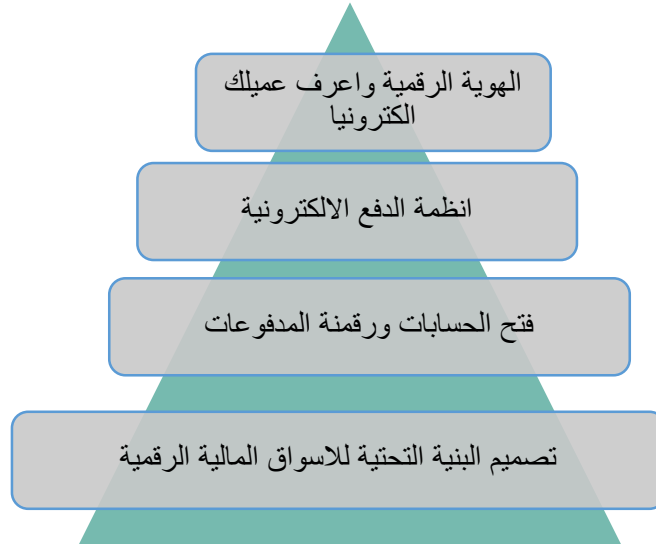 الهوية الرقمية واعرف عميلك
الكترونيا
انظمة الدفع الالكترونية
فتح الحسابات ورقمنة المدفوعات
تصميم البنية التحتية للاسواق المالية الرقمية